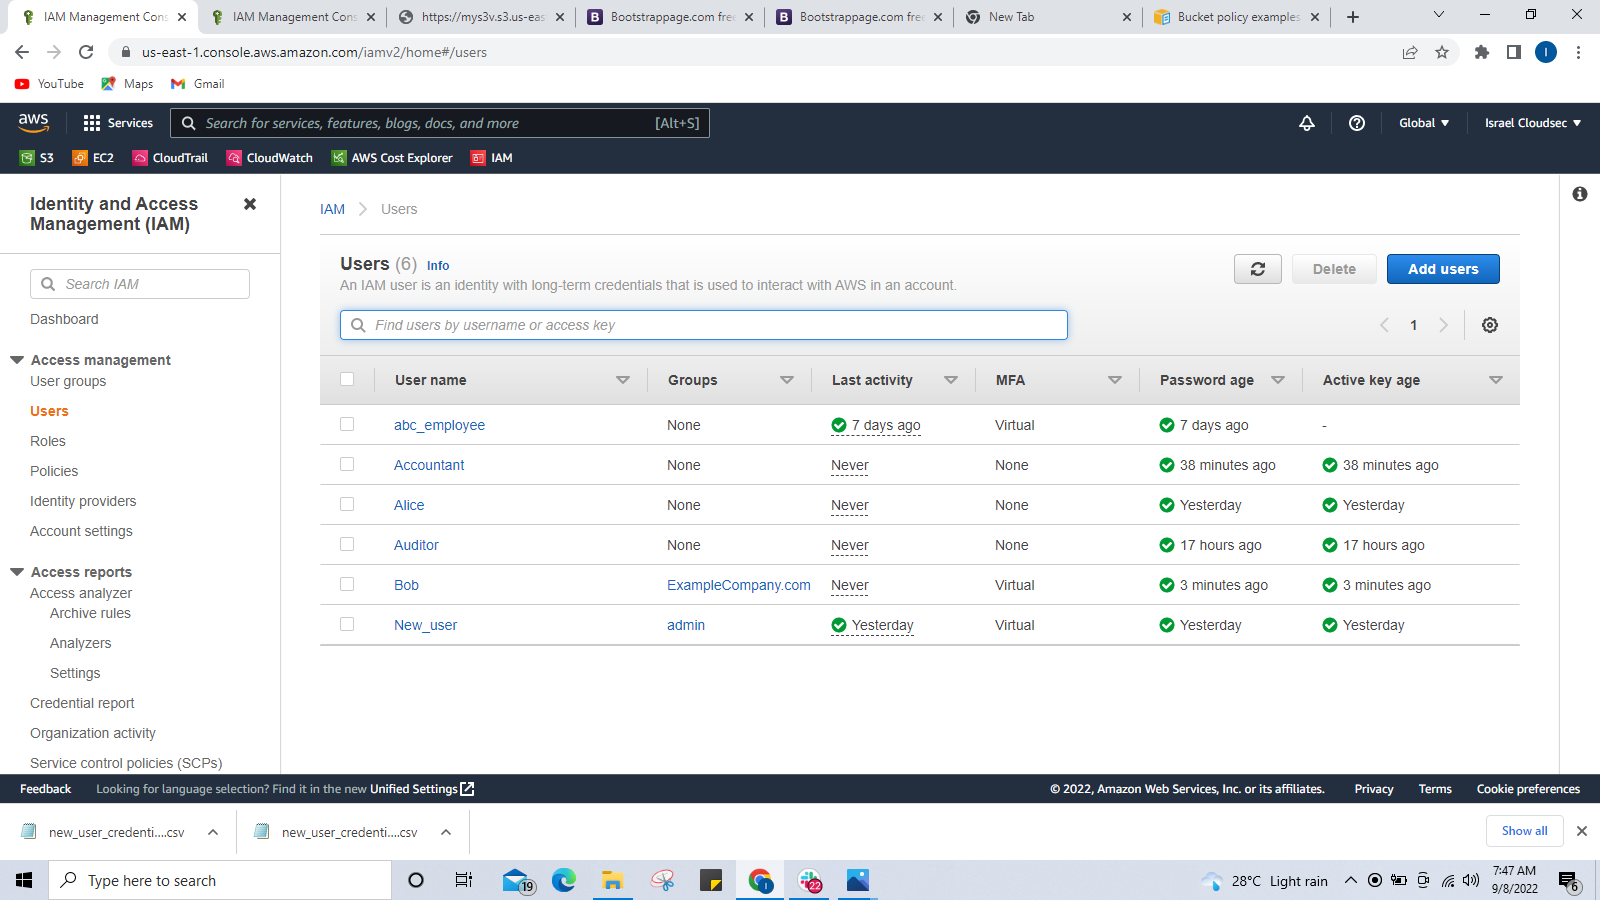 IAM Management Cons
IAM Management Cons
https://mys3v.s3.us-eas
Bootstrappage.com free
Bootstrappage.com free
New Tab
Bucket policy examples
us-east-1.console.aws.amazon.com/iamv2/home#/users
I
YouTube
Maps
Gmail
aws
Services
Search for services, features, blogs, docs, and more
[Alt+S]
Global
Israel Cloudsec
S3
EC2
CloudTrail
CloudWatch
AWS Cost Explorer
IAM
Identity and Access
Management (IAM)
Search IAM
Dashboard
Access management
User groups
Users
Roles
Policies
Identity providers
Account settings
Access reports
Access analyzer
Archive rules
Analyzers
Settings
Credential report
Organization activity
Service control policies (SCPs)
IAM
Users
Users (6) Info
An IAM user is an identity with long-term credentials that is used to interact with AWS in an account.
Delete
Add users
Find users by username or access key
1
User name Groups Last activity MFA Password age Active key age
abc_employee None 7 days ago Virtual 7 days ago -
Accountant None Never None 38 minutes ago 38 minutes ago
Alice None Never None Yesterday Yesterday
Auditor None Never None 17 hours ago 17 hours ago
Bob ExampleCompany.com Never Virtual 3 minutes ago 3 minutes ago
New_user admin Yesterday Virtual Yesterday Yesterday
Feedback
Looking for language selection? Find it in the new Unified Settings
© 2022, Amazon Web Services, Inc. or its affiliates.
Privacy
Terms
Cookie preferences
new_user_credenti....csv
new_user_credenti....csv
Show all
Type here to search
19
I
22
28°C Light rain
7:47 AM
9/8/2022
6